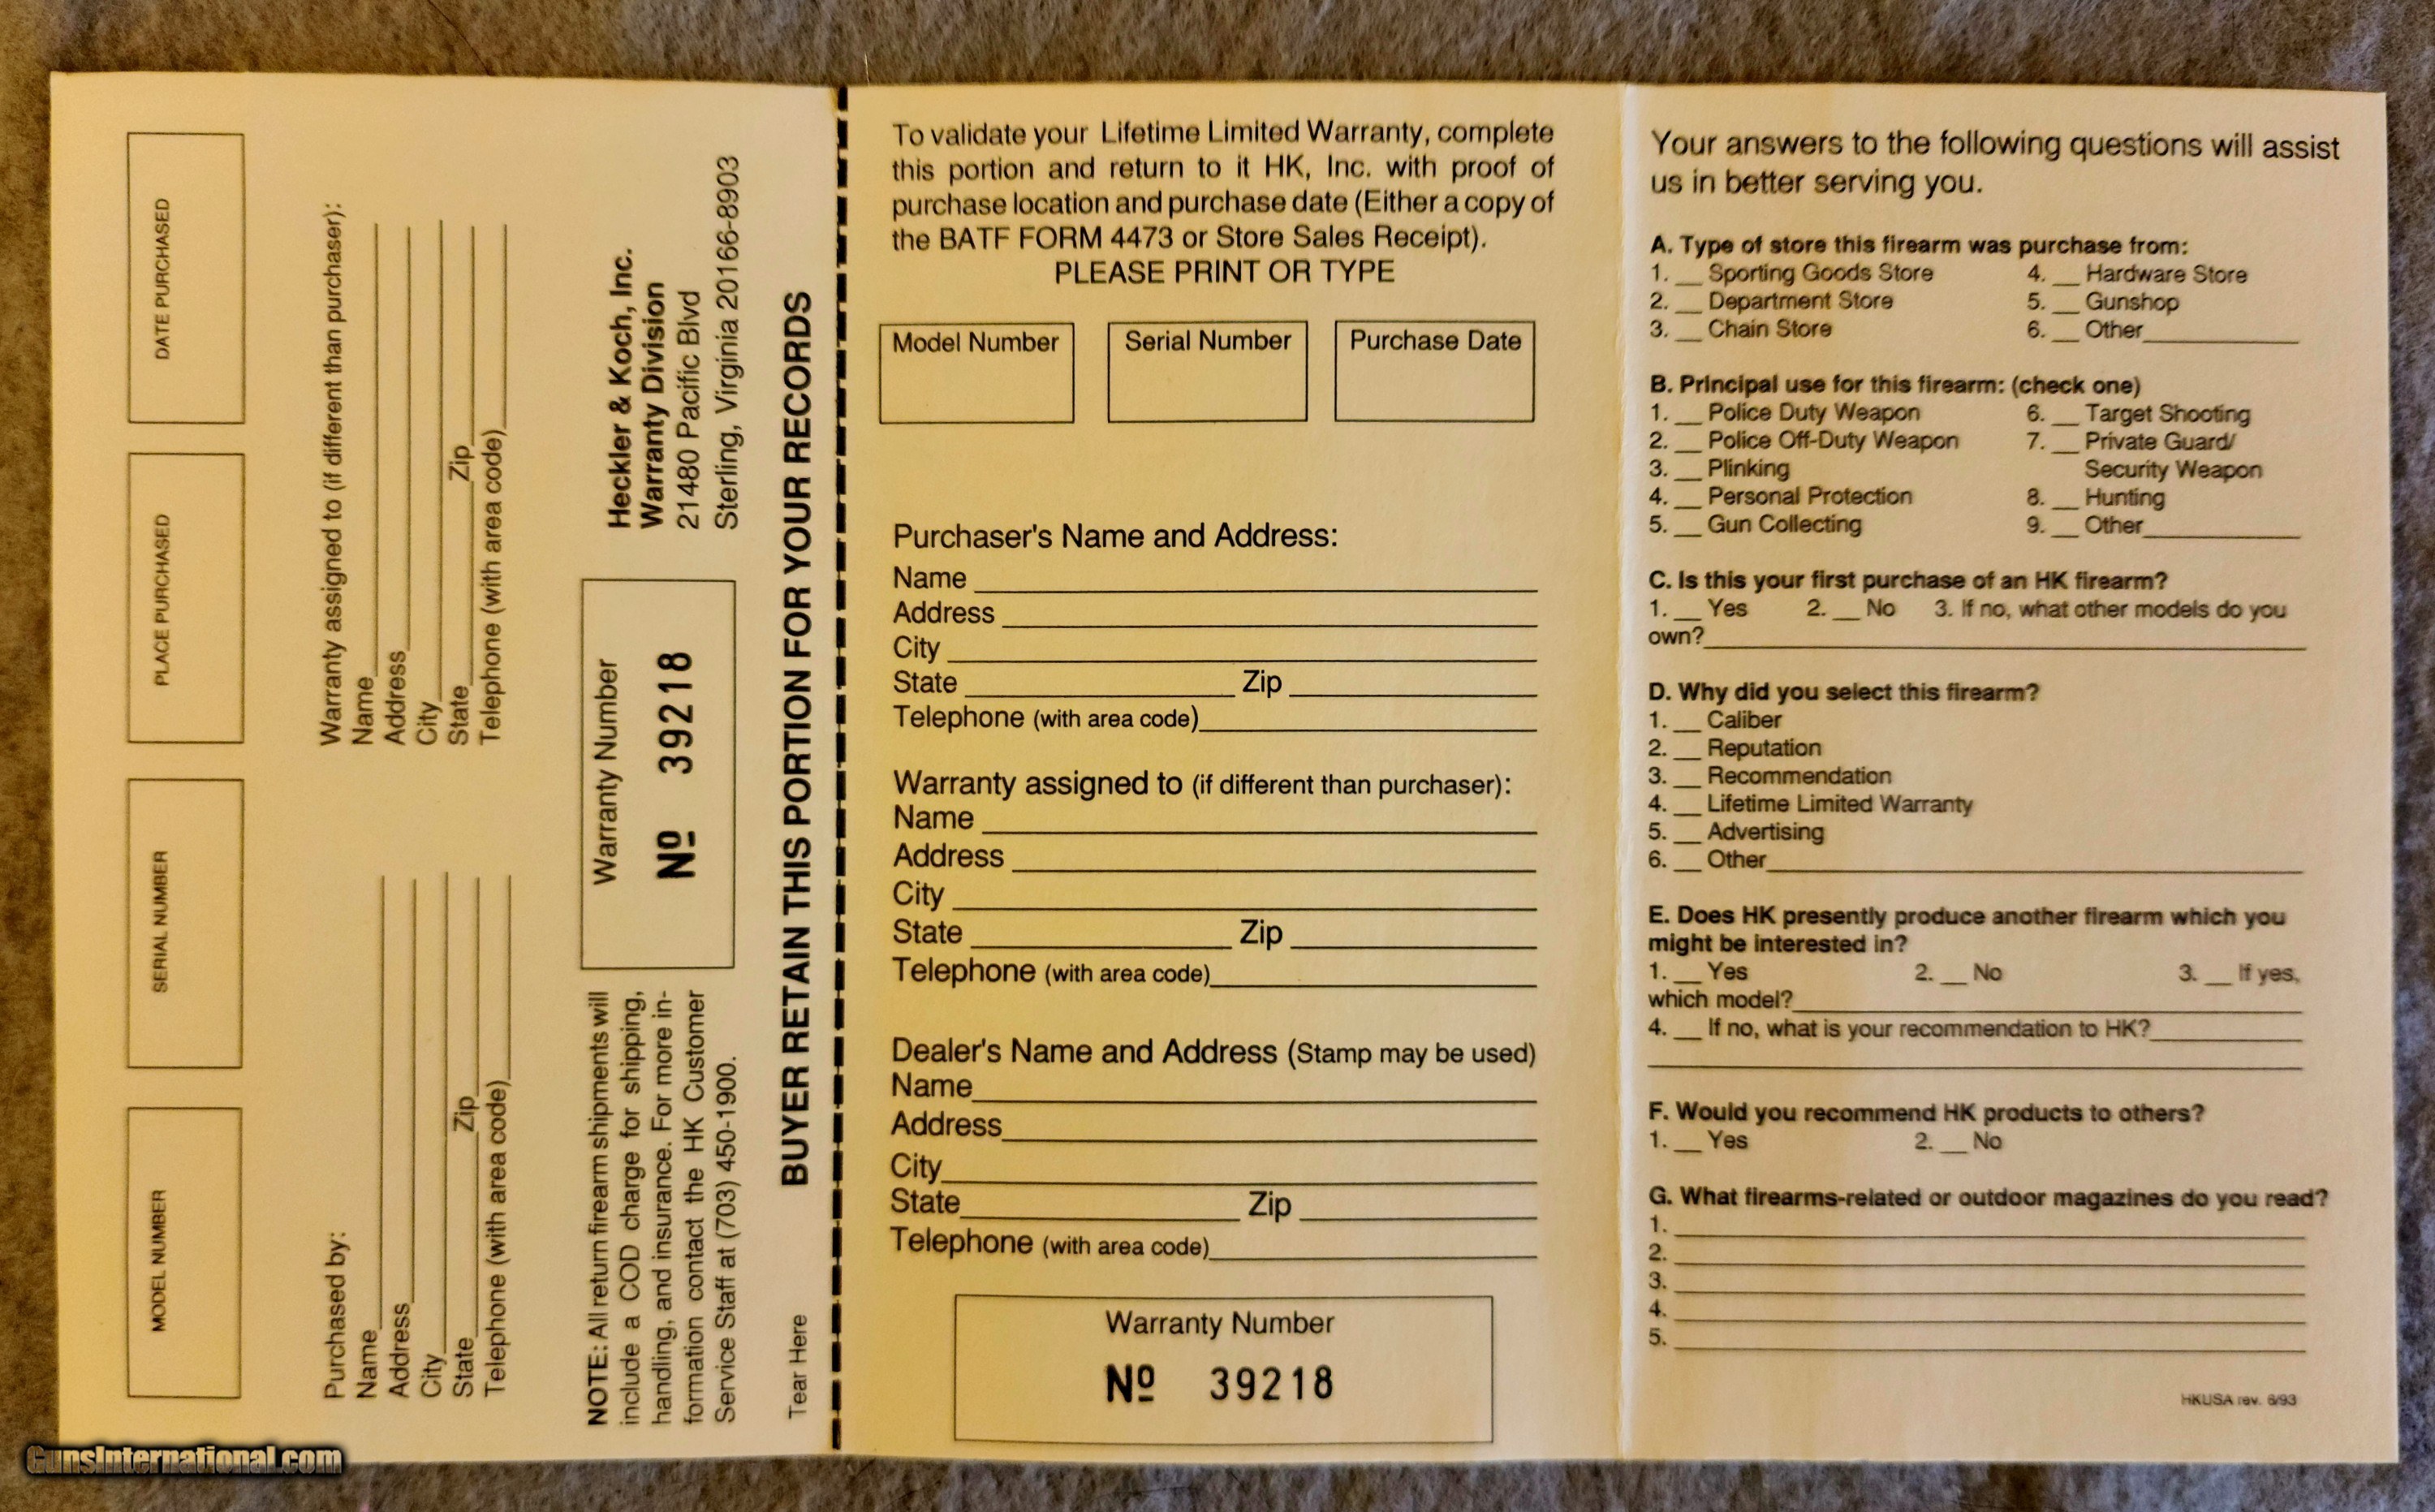 DATE PURCHASED
PLACE PURCHASED
SERIAL NUMBER
MODEL NUMBER
Purchased by:
Name
Address
City
State Zip
Telephone (with area code)
Warranty assigned to (if different than purchaser):
Name
Address
City
State Zip
Telephone (with area code)
NOTE: All return firearm shipments will
include a COD charge for shipping,
handling, and insurance. For more in-
formation contact the HK Customer
Service Staff at (703) 450-1900.
Warranty Number
Nº 39218
Heckler & Koch, Inc.
Warranty Division
21480 Pacific Blvd
Sterling, Virginia 20166-8903
Tear Here
BUYER RETAIN THIS PORTION FOR YOUR RECORDS
To validate your Lifetime Limited Warranty, complete
this portion and return to it HK, Inc. with proof of
purchase location and purchase date (Either a copy of
the BATF FORM 4473 or Store Sales Receipt).
PLEASE PRINT OR TYPE
Model Number Serial Number Purchase Date
Purchaser's Name and Address:
Name
Address
City
State Zip
Telephone (with area code)
Warranty assigned to (if different than purchaser):
Name
Address
City
State Zip
Telephone (with area code)
Dealer's Name and Address (Stamp may be used)
Name
Address
City
State Zip
Telephone (with area code)
Warranty Number
Nº 39218
Your answers to the following questions will assist
us in better serving you.
A. Type of store this firearm was purchase from:
1. __ Sporting Goods Store 4. __ Hardware Store
2. __ Department Store 5. __ Gunshop
3. __ Chain Store 6. __ Other
B. Principal use for this firearm: (check one)
1. __ Police Duty Weapon 6. __ Target Shooting
2. __ Police Off-Duty Weapon 7. __ Private Guard/
3. __ Plinking Security Weapon
4. __ Personal Protection 8. __ Hunting
5. __ Gun Collecting 9. __ Other
C. Is this your first purchase of an HK firearm?
1. __ Yes 2. __ No 3. If no, what other models do you
own?
D. Why did you select this firearm?
1. __ Caliber
2. __ Reputation
3. __ Recommendation
4. __ Lifetime Limited Warranty
5. __ Advertising
6. __ Other
E. Does HK presently produce another firearm which you
might be interested in?
1. __ Yes 2. __ No 3. __ If yes,
which model?
4. __ If no, what is your recommendation to HK?
F. Would you recommend HK products to others?
1. __ Yes 2. __ No
G. What firearms-related or outdoor magazines do you read?
1.
2.
3.
4.
5.
HKUSA rev. 6/93
GunsInternational.com